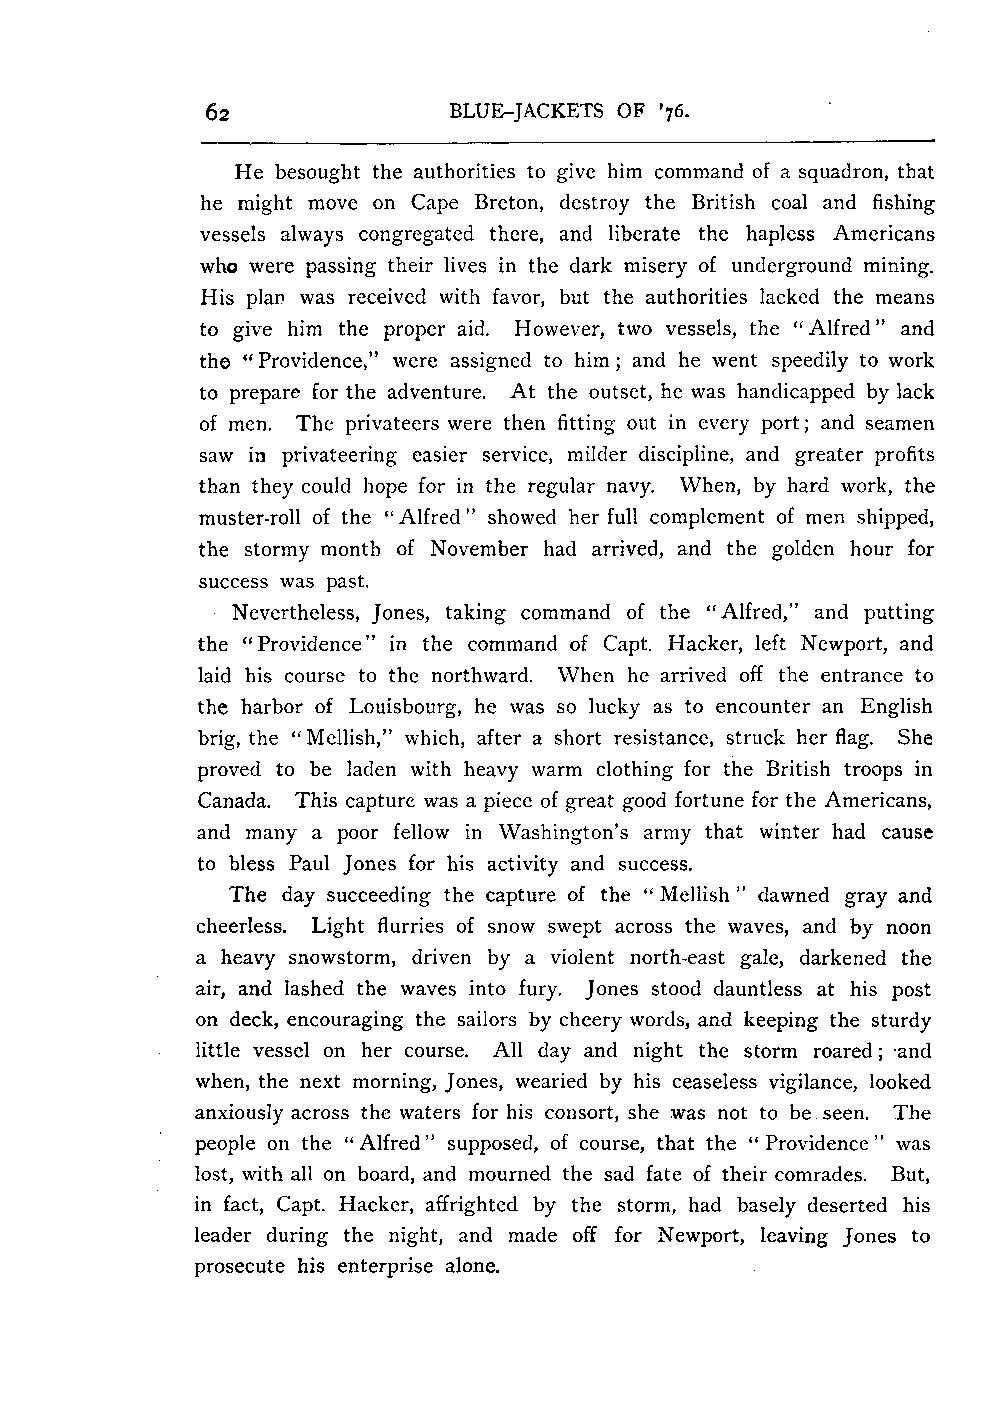 62 BLUE-JACKETS OF '76.
He besought the authorities to give him command of a squadron, that
he might move on Cape Breton, destroy the British coal and fishing
vessels always congregated there, and liberate the hapless Americans
who were passing their lives in the dark misery of underground mining.
His plan was received with favor, but the authorities lacked the means
to give him the proper aid. However, two vessels, the "Alfred" and
the "Providence," were assigned to him; and he went speedily to work
to prepare for the adventure. At the outset, he was handicapped by lack
of men. The privateers were then fitting out in every port; and seamen
saw in privateering easier service, milder discipline, and greater profits
than they could hope for in the regular navy. When, by hard work, the
muster-roll of the "Alfred" showed her full complement of men shipped,
the stormy month of November had arrived, and the golden hour for
success was past.
Nevertheless, Jones, taking command of the "Alfred," and putting
the "Providence" in the command of Capt. Hacker, left Newport, and
laid his course to the northward. When he arrived off the entrance to
the harbor of Louisbourg, he was so lucky as to encounter an English
brig, the "Mellish," which, after a short resistance, struck her flag. She
proved to be laden with heavy warm clothing for the British troops in
Canada. This capture was a piece of great good fortune for the Americans,
and many a poor fellow in Washington's army that winter had cause
to bless Paul Jones for his activity and success.
The day succeeding the capture of the "Mellish" dawned gray and
cheerless. Light flurries of snow swept across the waves, and by noon
a heavy snowstorm, driven by a violent north-east gale, darkened the
air, and lashed the waves into fury. Jones stood dauntless at his post
on deck, encouraging the sailors by cheery words, and keeping the sturdy
little vessel on her course. All day and night the storm roared; and
when, the next morning, Jones, wearied by his ceaseless vigilance, looked
anxiously across the waters for his consort, she was not to be seen. The
people on the "Alfred" supposed, of course, that the "Providence" was
lost, with all on board, and mourned the sad fate of their comrades. But,
in fact, Capt. Hacker, affrighted by the storm, had basely deserted his
leader during the night, and made off for Newport, leaving Jones to
prosecute his enterprise alone.